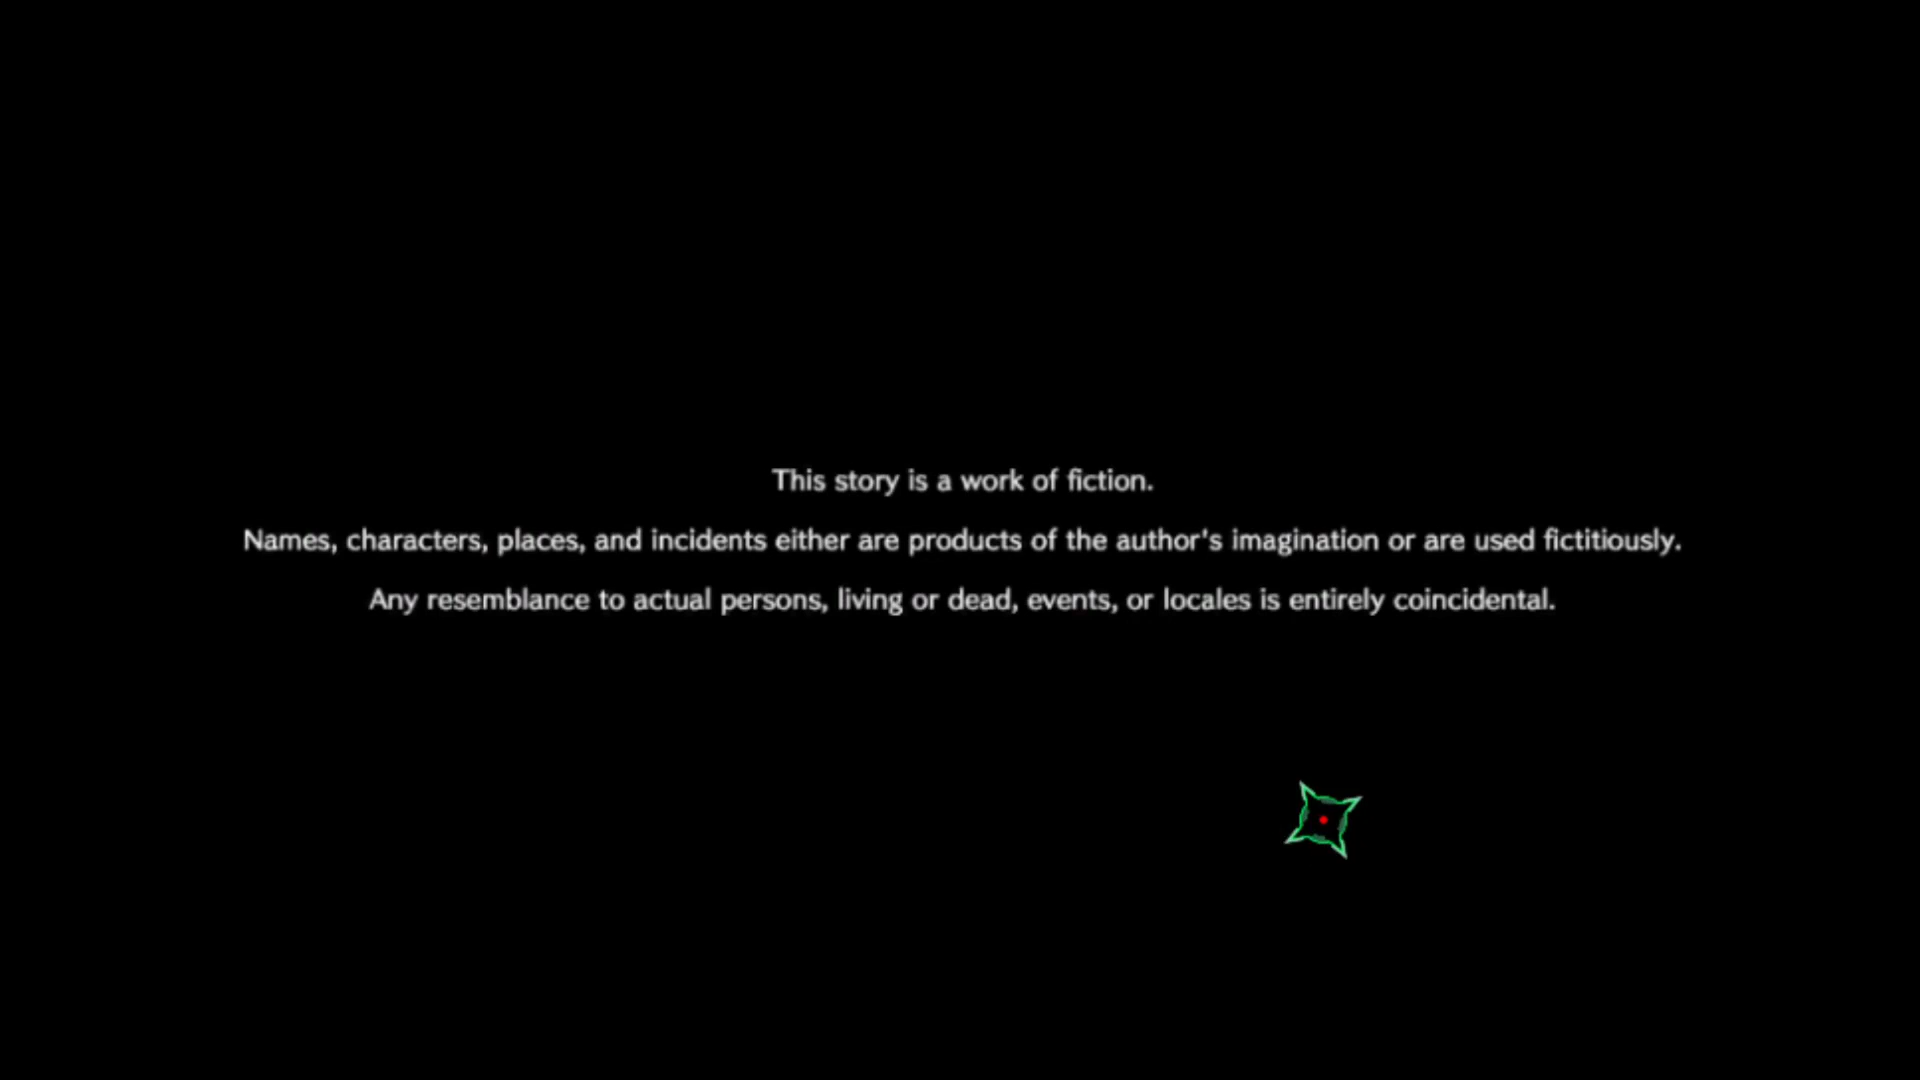 This story is a work of fiction.
Names, characters, places, and incidents either are products of the author's imagination or are used fictitiously.
Any resemblance to actual persons, living or dead, events, or locales is entirely coincidental.